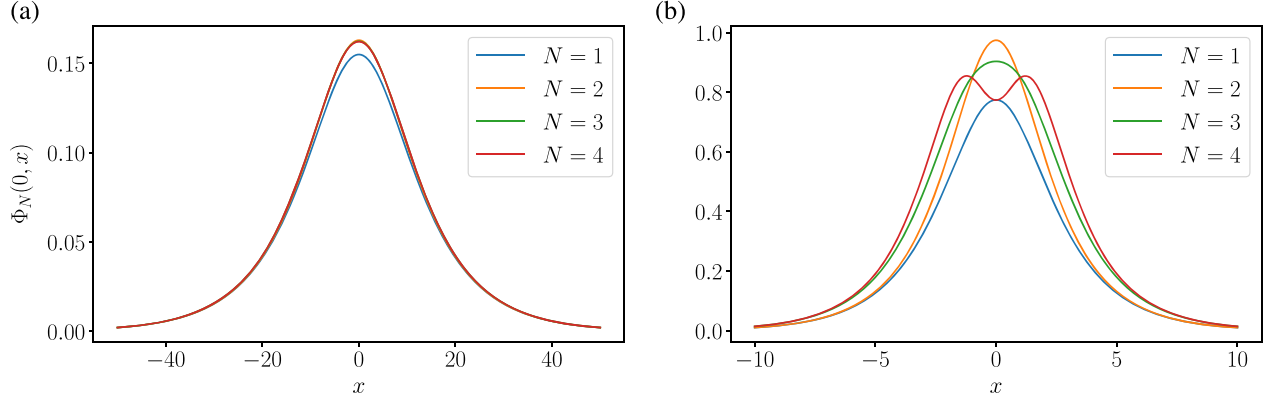 (a)
Φ_N(0, x)
0.15
0.10
0.05
0.00
−40 −20 0 20 40
x
N = 1
N = 2
N = 3
N = 4
(b)
1.0
0.8
0.6
0.4
0.2
0.0
−10 −5 0 5 10
x
N = 1
N = 2
N = 3
N = 4